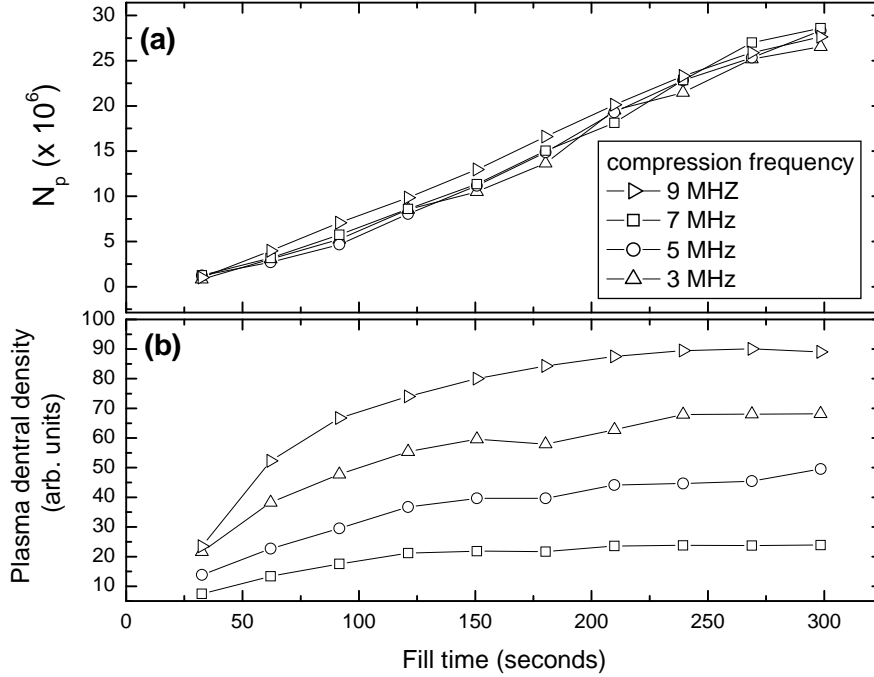 (a)
30
25
20
15
10
5
0
N_p (x 10^6)
compression frequency
9 MHZ
7 MHz
5 MHz
3 MHz
(b)
100
90
80
70
60
50
40
30
20
10
Plasma dentral density
(arb. units)
0 50 100 150 200 250 300
Fill time (seconds)